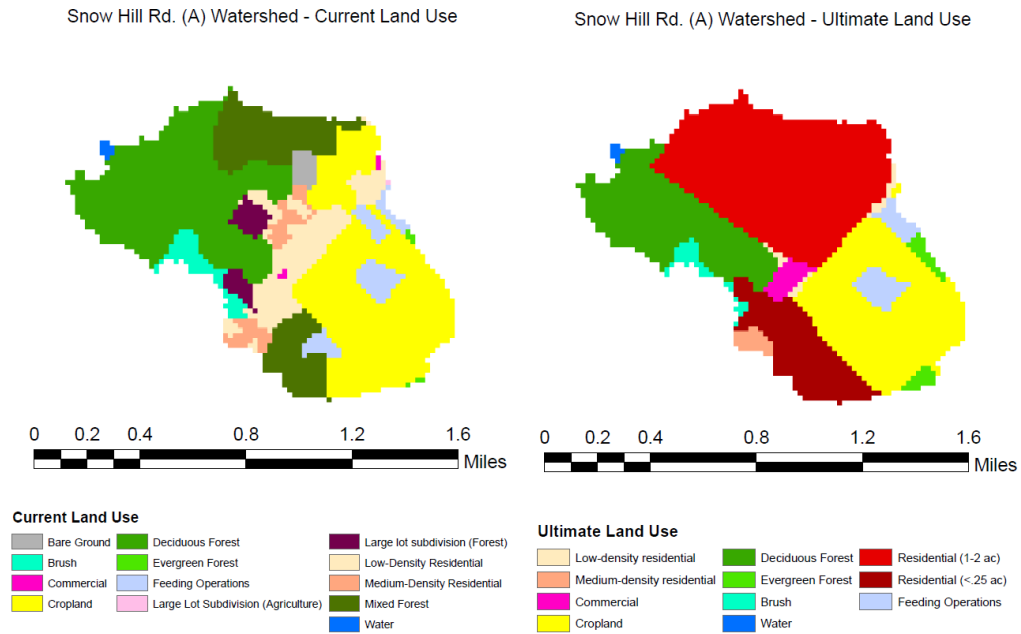 Snow Hill Rd. (A) Watershed - Current Land Use
Snow Hill Rd. (A) Watershed - Ultimate Land Use
0 0.2 0.4 0.8 1.2 1.6
Miles
0 0.2 0.4 0.8 1.2 1.6
Miles
Current Land Use
Bare Ground
Brush
Commercial
Cropland
Deciduous Forest
Evergreen Forest
Feeding Operations
Large Lot Subdivision (Agriculture)
Large lot subdivision (Forest)
Low-Density Residential
Medium-Density Residential
Mixed Forest
Water
Ultimate Land Use
Low-density residential
Medium-density residential
Commercial
Cropland
Deciduous Forest
Evergreen Forest
Brush
Water
Residential (1-2 ac)
Residential (<.25 ac)
Feeding Operations